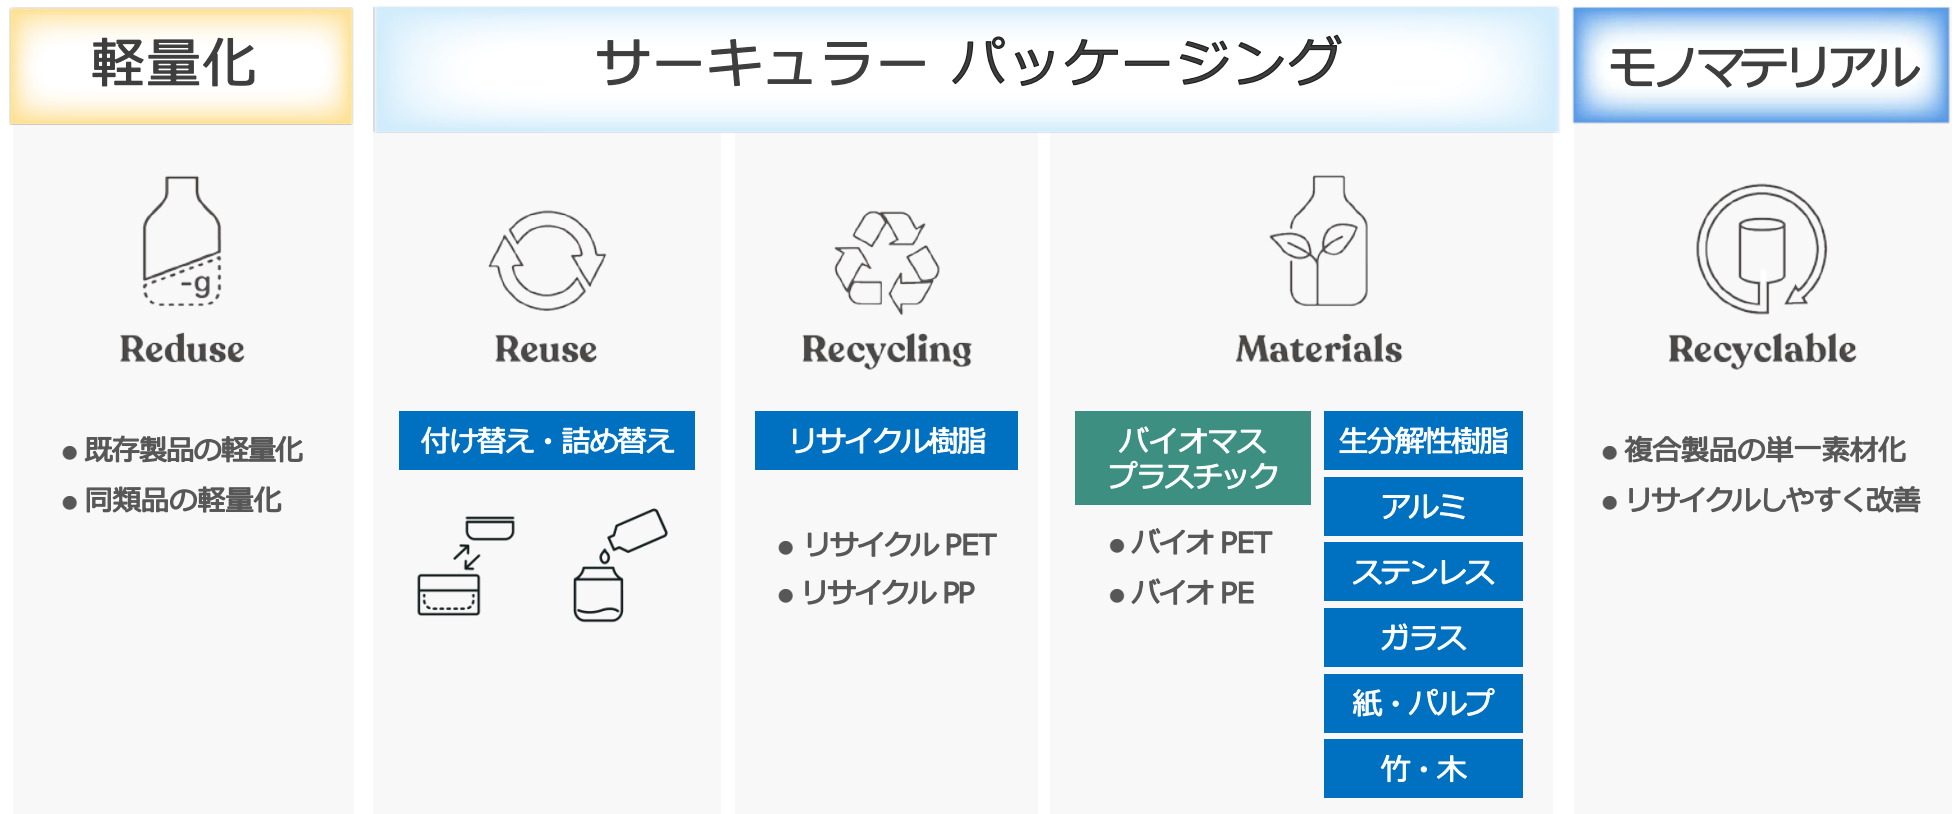 軽量化
サーキュラー パッケージング
モノマテリアル
-g
Reduse
Reuse
Recycling
Materials
Recyclable
● 既存製品の軽量化
● 同類品の軽量化
付け替え・詰め替え
リサイクル樹脂
● リサイクル PET
● リサイクル PP
バイオマス
プラスチック
● バイオ PET
● バイオ PE
生分解性樹脂
アルミ
ステンレス
ガラス
紙・パルプ
竹・木
● 複合製品の単一素材化
● リサイクルしやすく改善